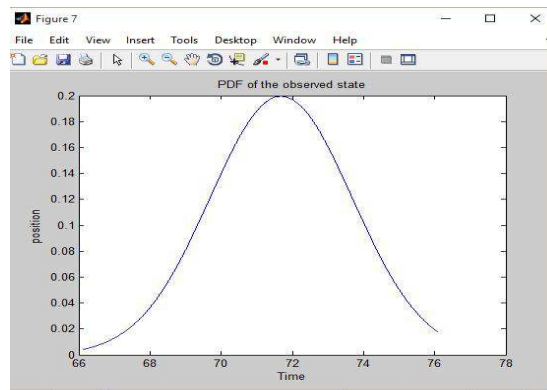 Figure 7
File Edit View Insert Tools Desktop Window Help
PDF of the observed state
0.2
0.18
0.16
0.14
0.12
0.1
0.08
0.06
0.04
0.02
0
position
66 68 70 72 74 76 78
Time